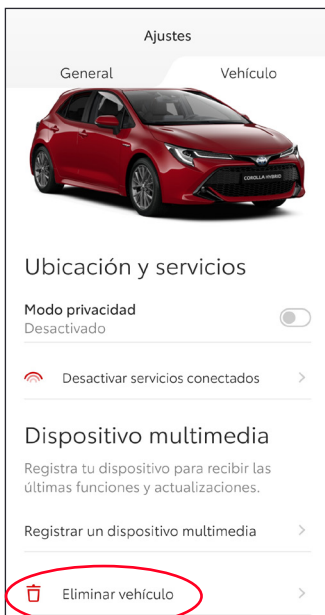 Ajustes
General
Vehículo
COROLLA HYBRID
Ubicación y servicios
Modo privacidad
Desactivado
Desactivar servicios conectados
Dispositivo multimedia
Registra tu dispositivo para recibir las
últimas funciones y actualizaciones.
Registrar un dispositivo multimedia
Eliminar vehículo